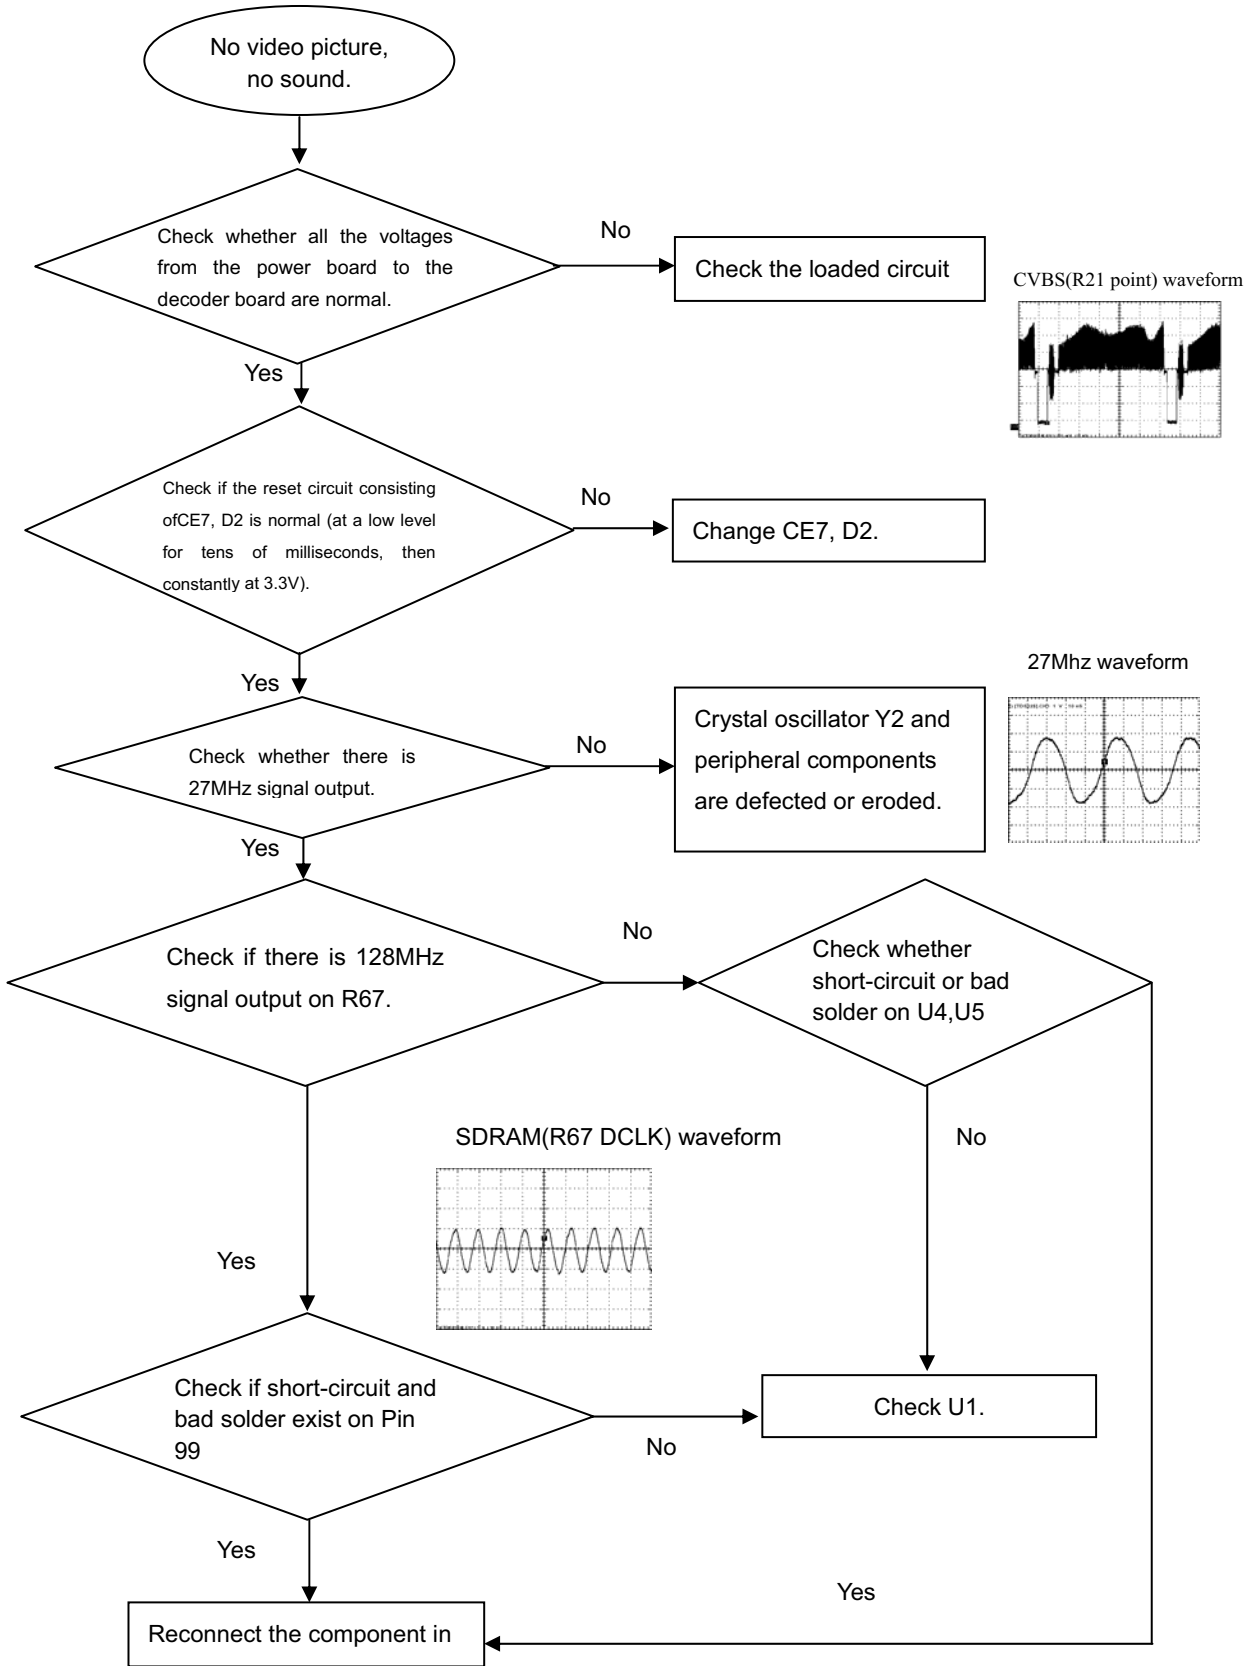 No video picture,
no sound.
Check whether all the voltages
from the power board to the
decoder board are normal.
No
Check the loaded circuit
CVBS(R21 point) waveform
Yes
Check if the reset circuit consisting
ofCE7, D2 is normal (at a low level
for tens of milliseconds, then
constantly at 3.3V).
No
Change CE7, D2.
Yes
27Mhz waveform
Check whether there is
27MHz signal output.
No
Crystal oscillator Y2 and
peripheral components
are defected or eroded.
Yes
Check if there is 128MHz
signal output on R67.
No
Check whether
short-circuit or bad
solder on U4,U5
SDRAM(R67 DCLK) waveform
No
Yes
Check if short-circuit and
bad solder exist on Pin
99
No
Check U1.
Yes
Yes
Reconnect the component in